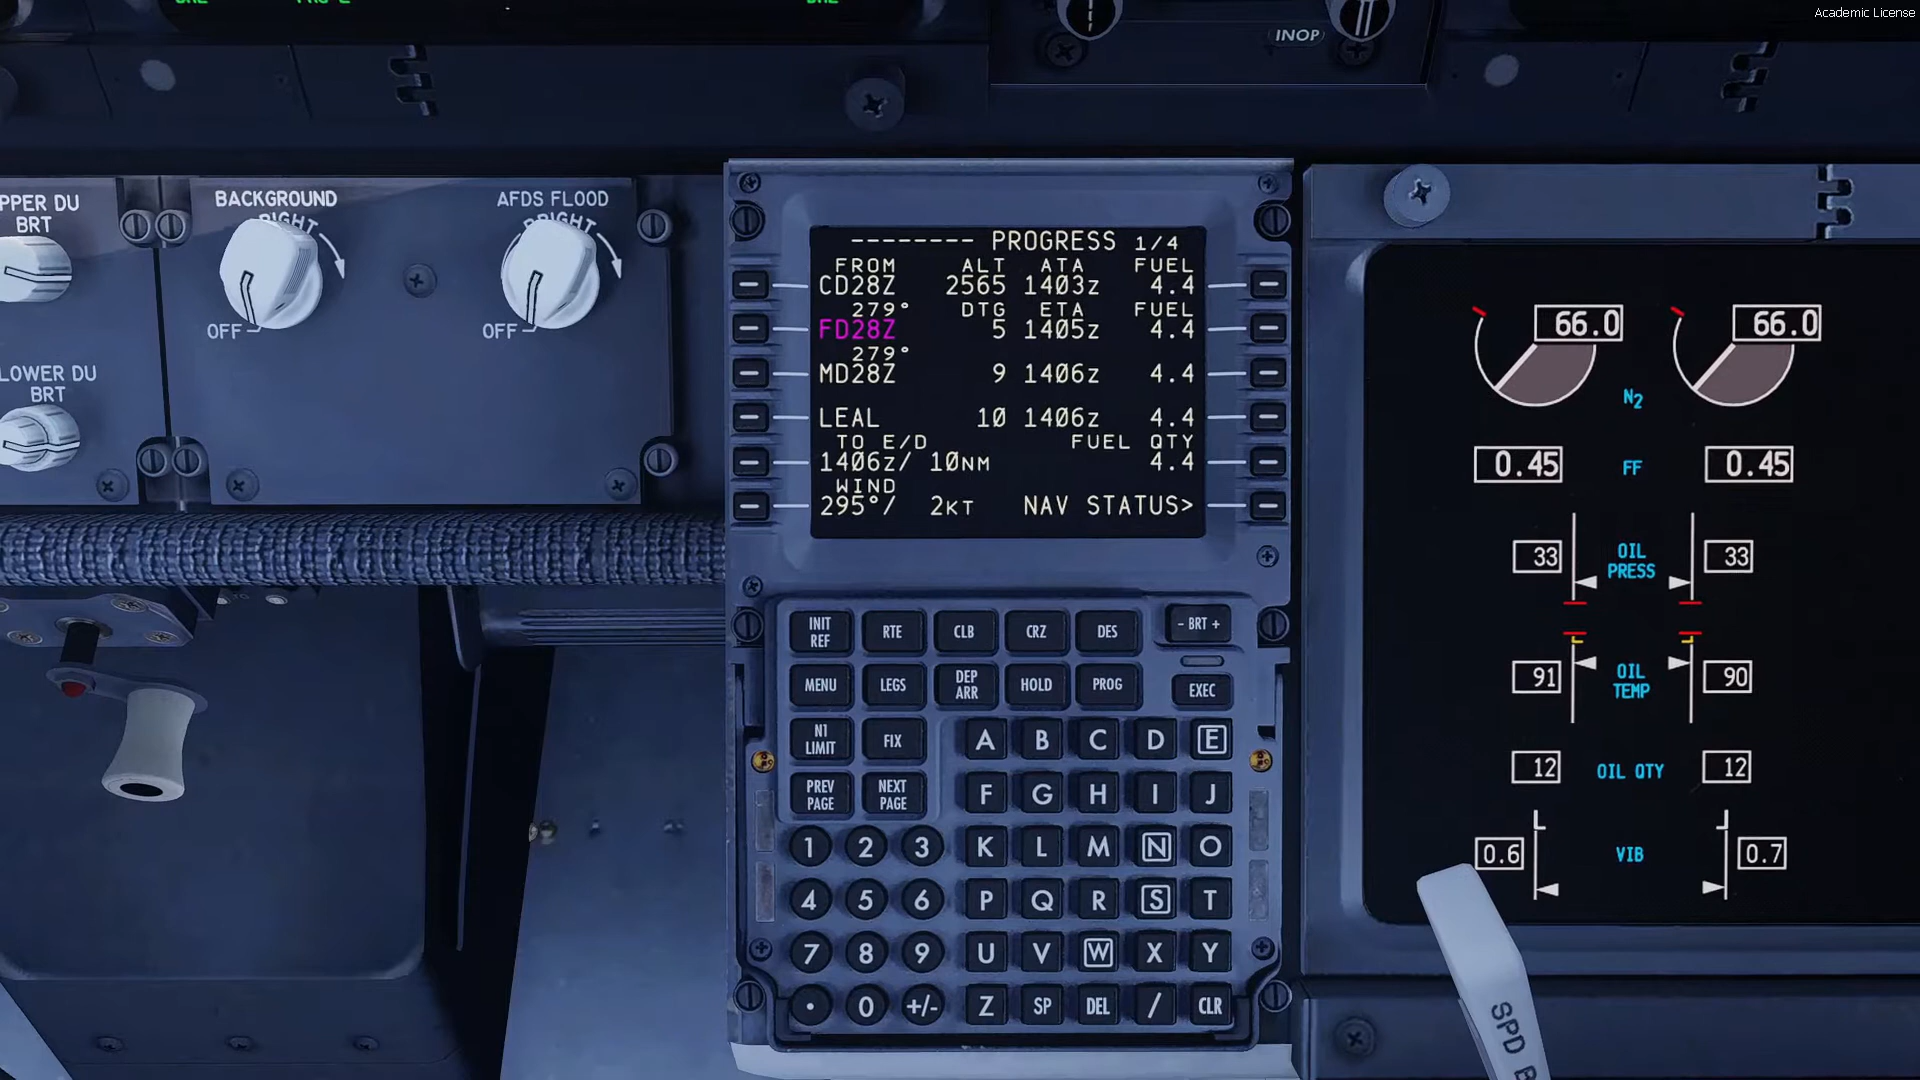 Academic License
INOP
BACKGROUND
OFF
AFDS FLOOD
OFF
PPER DU
BRT
LOWER DU
BRT
-------- PROGRESS 1/4
FROM ALT ATA FUEL
CD28Z 2565 1403z 4.4
279° DTG ETA FUEL
FD28Z 5 1405z 4.4
279°
MD28Z 9 1406z 4.4
LEAL 10 1406z 4.4
TO E/D FUEL QTY
1406z/ 10NM 4.4
WIND
295°/ 2KT NAV STATUS>
INIT REF RTE CLB CRZ DES - BRT +
MENU LEGS DEP ARR HOLD PROG EXEC
N1 LIMIT FIX A B C D E
PREV PAGE NEXT PAGE F G H I J
1 2 3 K L M N O
4 5 6 P Q R S T
7 8 9 U V W X Y
. 0 +/- Z SP DEL / CLR
66.0 66.0
N2
0.45 FF 0.45
33 OIL PRESS 33
91 OIL TEMP 90
12 OIL QTY 12
0.6 VIB 0.7
SPD B